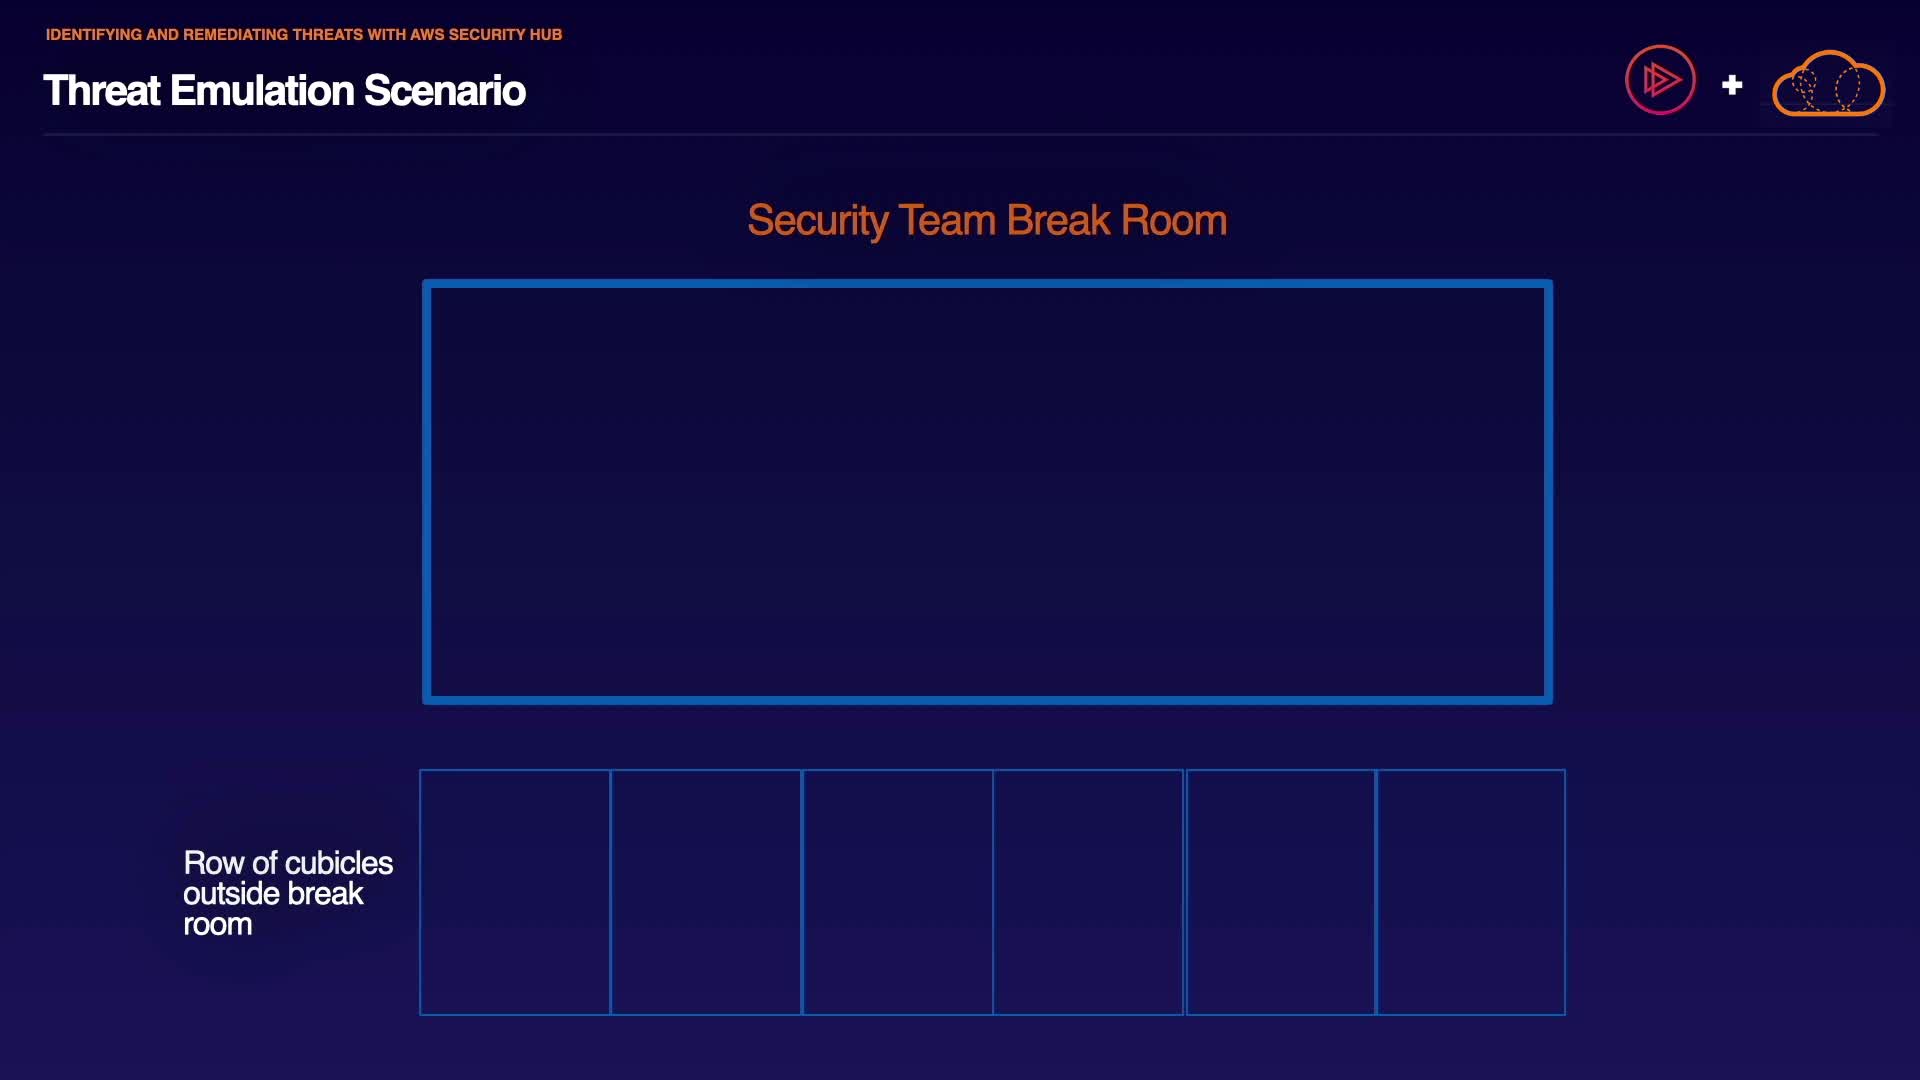 IDENTIFYING AND REMEDIATING THREATS WITH AWS SECURITY HUB
Threat Emulation Scenario
Security Team Break Room
Row of cubicles
outside break
room